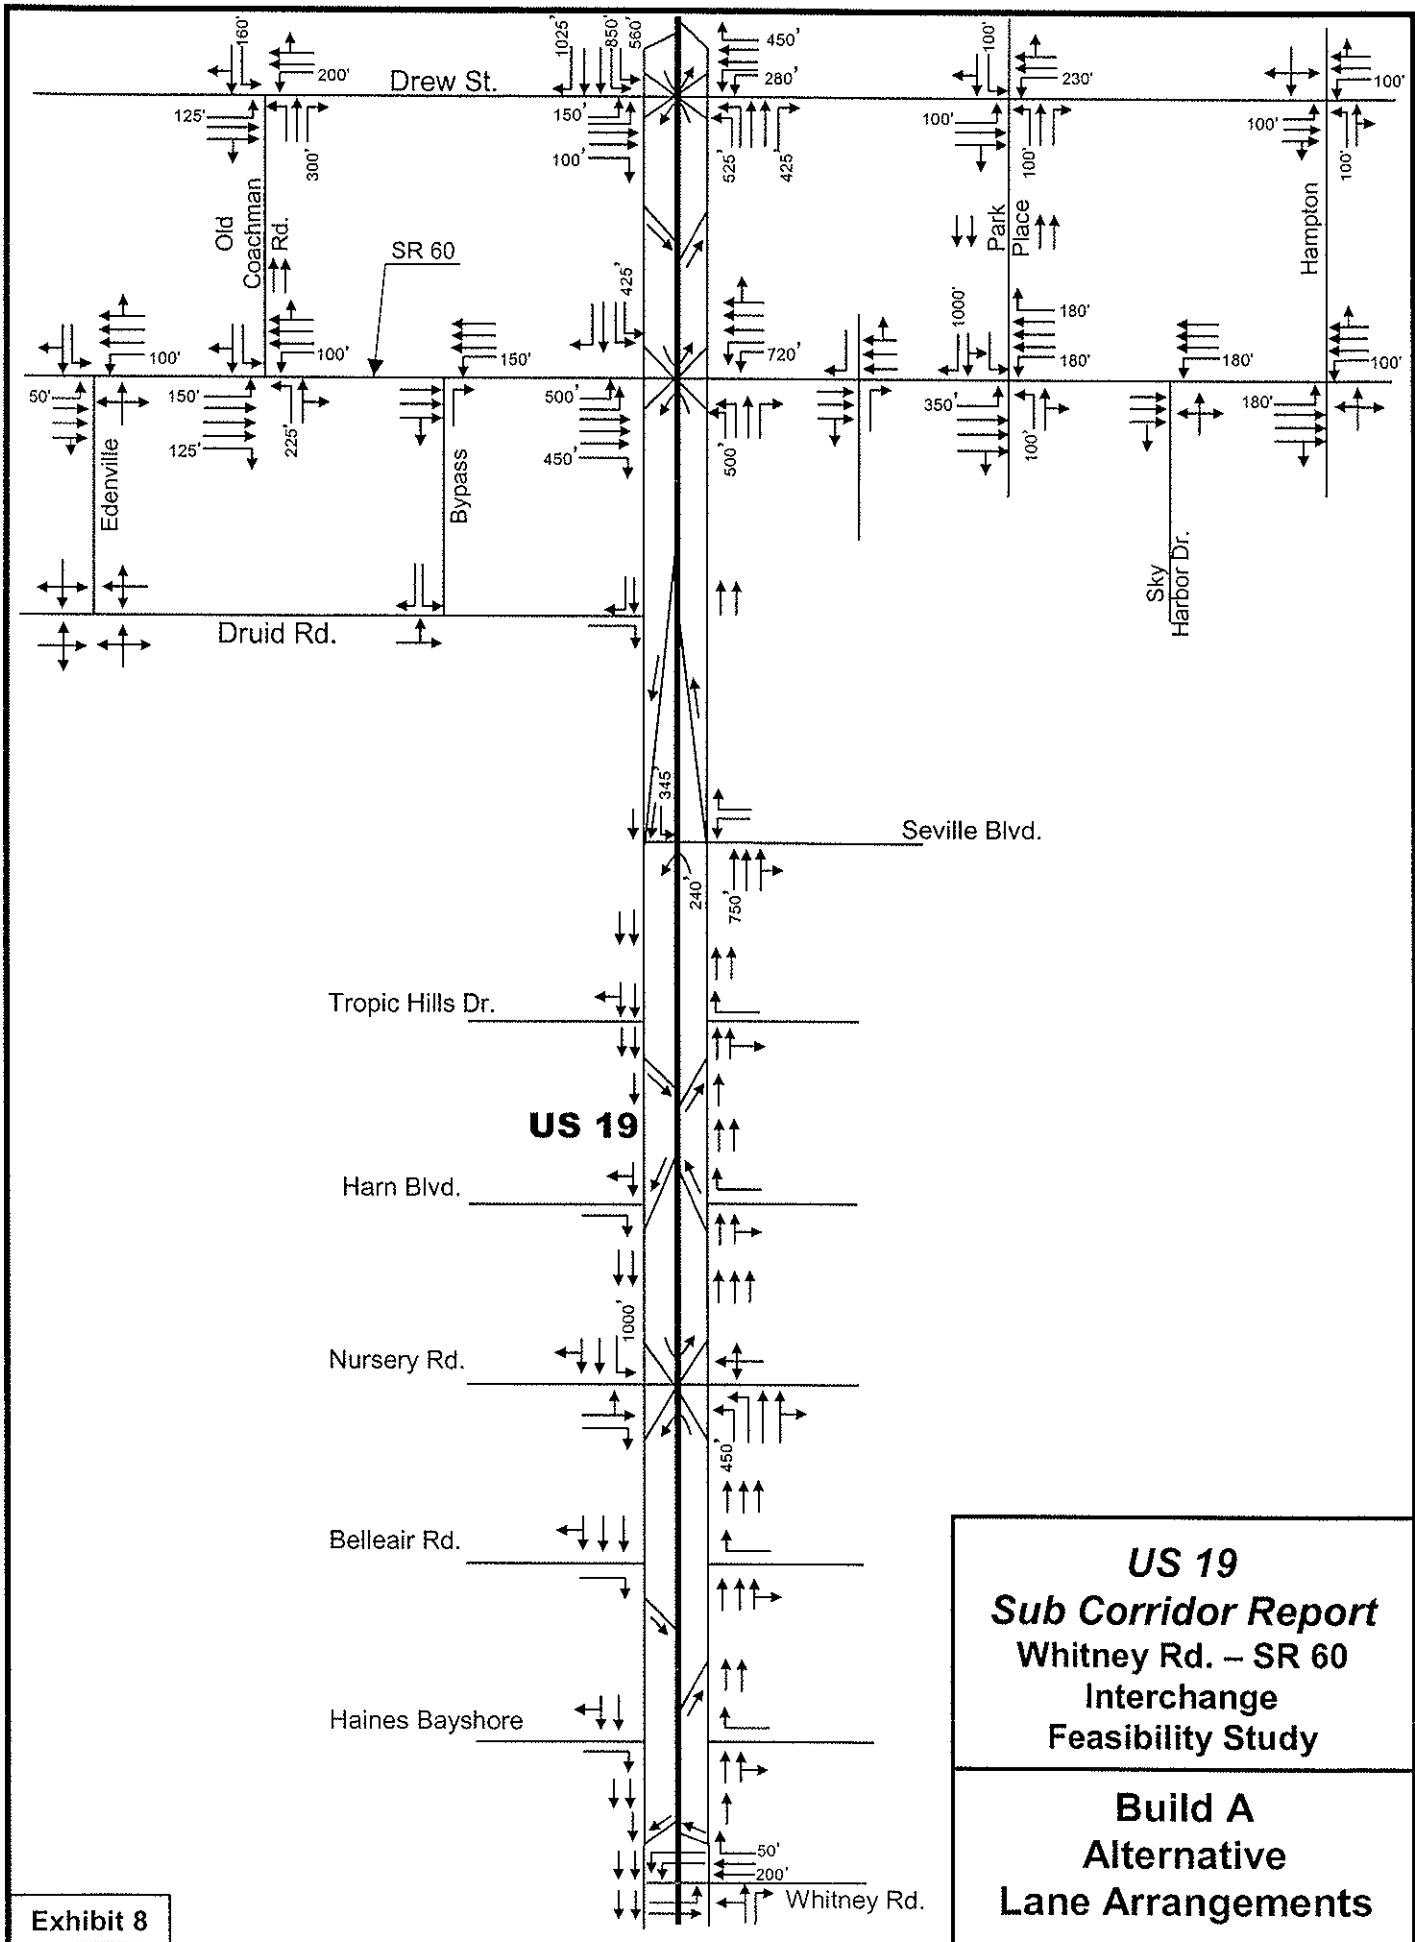 160'
200'
Drew St.
1025'
850'
560'
450'
280'
100'
230'
100'
125'
300'
150'
100'
525'
425
100'
100'
100'
100'
Old
Coachman
Rd.
SR 60
Park
Place
Hampton
425'
1000'
100'
100'
150'
720'
180'
180'
180'
100'
50'
150'
125'
225'
500'
450'
500'
350'
100'
180'
Edenville
Bypass
Sky
Harbor Dr.
Druid Rd.
345'
Seville Blvd.
240'
750'
Tropic Hills Dr.
US 19
Harn Blvd.
1000'
Nursery Rd.
450'
Belleair Rd.
Haines Bayshore
50'
200'
Whitney Rd.
US 19
Sub Corridor Report
Whitney Rd. – SR 60
Interchange
Feasibility Study
Build A
Alternative
Lane Arrangements
Exhibit 8